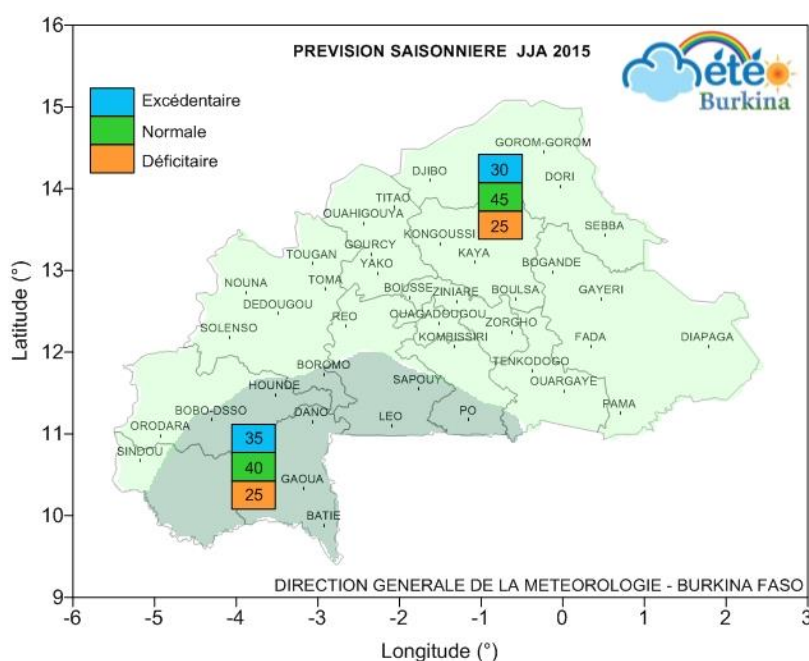 PREVISION SAISONNIERE JJA 2015
été
Burkina
Excédentaire
Normale
Déficitaire
16
15
14
13
12
11
10
9
Latitude (°)
GOROM-GOROM
DJIBO
30
DORI
TITAO
45
OUAHIGOUYA
25
SEBBA
KONGOUSSI
GOURCY
KAYA
TOUGAN
YAKO
BOGANDE
NOUNA
TOMA
BOUSSE
ZINIARE
BOULSA
GAYERI
DEDOUGOU
REO
OUAGADOUGOU
ZORGHO
SOLENSO
KOMBISSIRI
FADA
DIAPAGA
BOROMO
TENKODOGO
HOUNDE
SAPOUY
OUARGAYE
BOBO-DSSO
DANO
LEO
PO
PAMA
ORODARA
35
SINDOU
40
GAOUA
25
BATIE
DIRECTION GENERALE DE LA METEOROLOGIE - BURKINA FASO
-6 -5 -4 -3 -2 -1 0 1 2 3
Longitude (°)